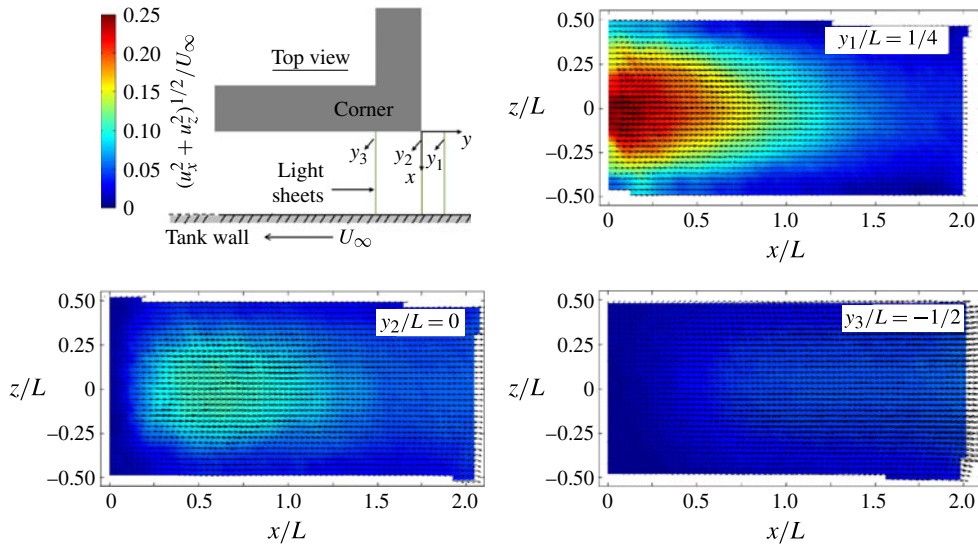 0.25
0.20
0.15
0.10
0.05
0
(u_x^2 + u_z^2)^{1/2}/U_∞
Top view
Corner
y
y_3
y_2
y_1
x
Light
sheets
Tank wall
U_∞
y_1/L = 1/4
0.50
0.25
0
−0.25
−0.50
z/L
0 0.5 1.0 1.5 2.0
x/L
y_2/L = 0
0.50
0.25
0
−0.25
−0.50
z/L
0 0.5 1.0 1.5 2.0
x/L
y_3/L = −1/2
0.50
0.25
0
−0.25
−0.50
z/L
0 0.5 1.0 1.5 2.0
x/L